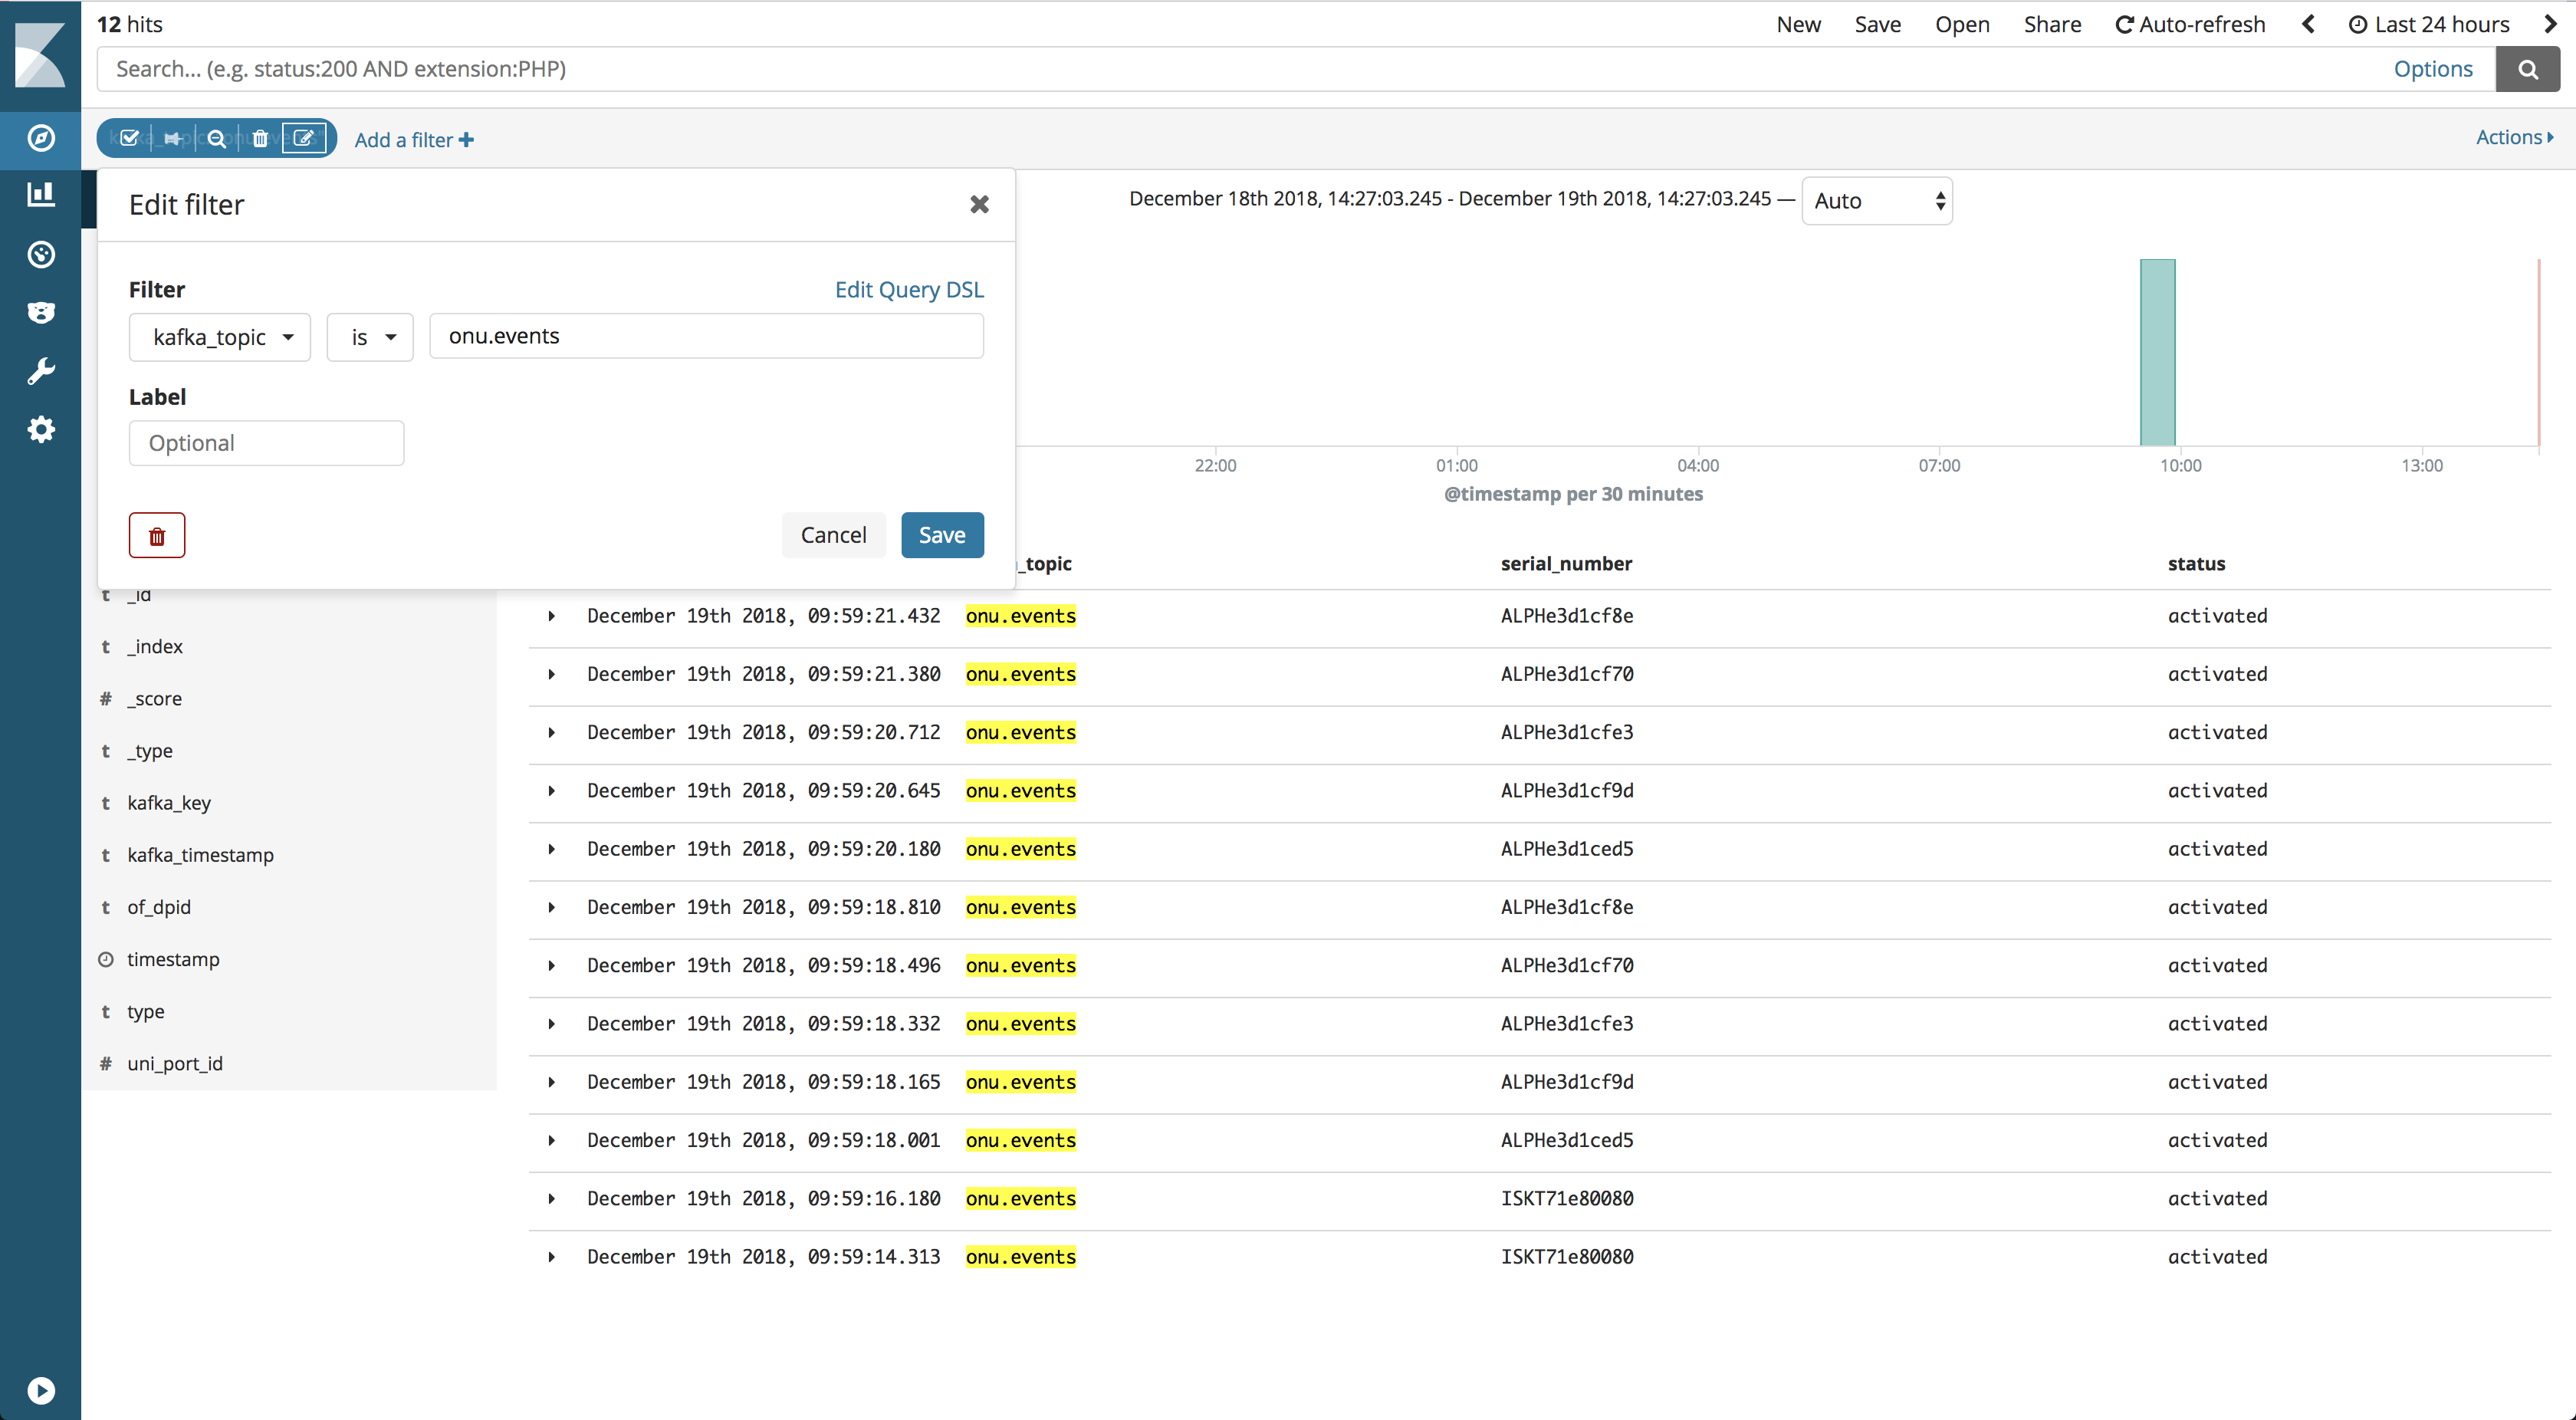 12 hits
New Save Open Share Auto-refresh Last 24 hours
Search... (e.g. status:200 AND extension:PHP)
Options
Add a filter
Actions
Edit filter
Filter
Edit Query DSL
kafka_topic is onu.events
Label
Optional
Cancel Save
December 18th 2018, 14:27:03.245 - December 19th 2018, 14:27:03.245 — Auto
22:00 01:00 04:00 07:00 10:00 13:00
@timestamp per 30 minutes
t _id
t _index
# _score
t _type
t kafka_key
t kafka_timestamp
t of_dpid
timestamp
t type
# uni_port_id
_topic serial_number status
December 19th 2018, 09:59:21.432 onu.events ALPHe3d1cf8e activated
December 19th 2018, 09:59:21.380 onu.events ALPHe3d1cf70 activated
December 19th 2018, 09:59:20.712 onu.events ALPHe3d1cfe3 activated
December 19th 2018, 09:59:20.645 onu.events ALPHe3d1cf9d activated
December 19th 2018, 09:59:20.180 onu.events ALPHe3d1ced5 activated
December 19th 2018, 09:59:18.810 onu.events ALPHe3d1cf8e activated
December 19th 2018, 09:59:18.496 onu.events ALPHe3d1cf70 activated
December 19th 2018, 09:59:18.332 onu.events ALPHe3d1cfe3 activated
December 19th 2018, 09:59:18.165 onu.events ALPHe3d1cf9d activated
December 19th 2018, 09:59:18.001 onu.events ALPHe3d1ced5 activated
December 19th 2018, 09:59:16.180 onu.events ISKT71e80080 activated
December 19th 2018, 09:59:14.313 onu.events ISKT71e80080 activated